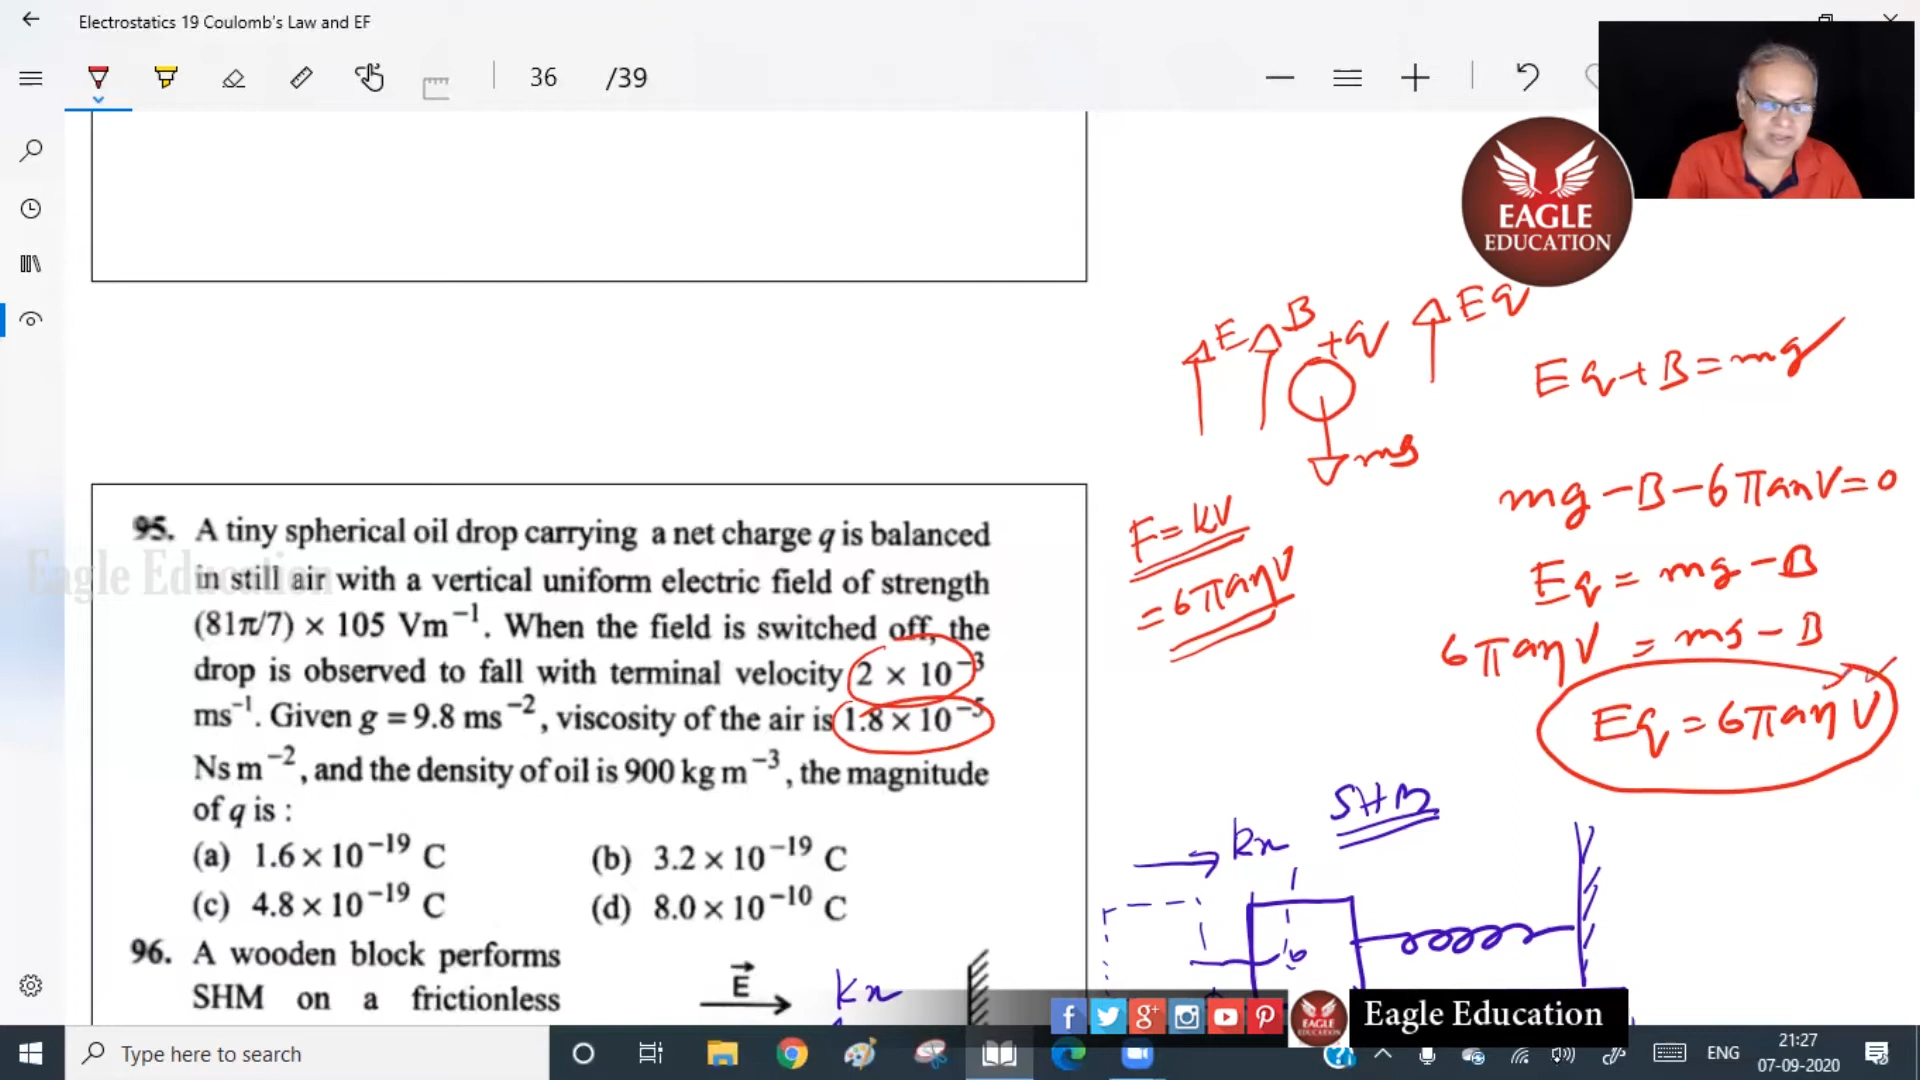 Electrostatics 19 Coulomb's Law and EF
36 /39
EAGLE
EDUCATION
E B +q Eq
mg
Eq + B = mg
F = kV
= 6πaηV
mg - B - 6πaηV = 0
Eq = mg - B
6πaηV = mg - B
Eq = 6πaηV
Eagle Education
95. A tiny spherical oil drop carrying a net charge q is balanced
in still air with a vertical uniform electric field of strength
(81π/7) × 105 Vm⁻¹. When the field is switched off, the
drop is observed to fall with terminal velocity 2 × 10⁻³
ms⁻¹. Given g = 9.8 ms⁻², viscosity of the air is 1.8 × 10⁻⁵
Ns m⁻², and the density of oil is 900 kg m⁻³, the magnitude
of q is :
(a) 1.6 × 10⁻¹⁹ C (b) 3.2 × 10⁻¹⁹ C
(c) 4.8 × 10⁻¹⁹ C (d) 8.0 × 10⁻¹⁰ C
96. A wooden block performs
SHM on a frictionless
E
kx
SHM
kx
Eagle Education
EAGLE
EDUCATION
Type here to search
ENG
21:27
07-09-2020